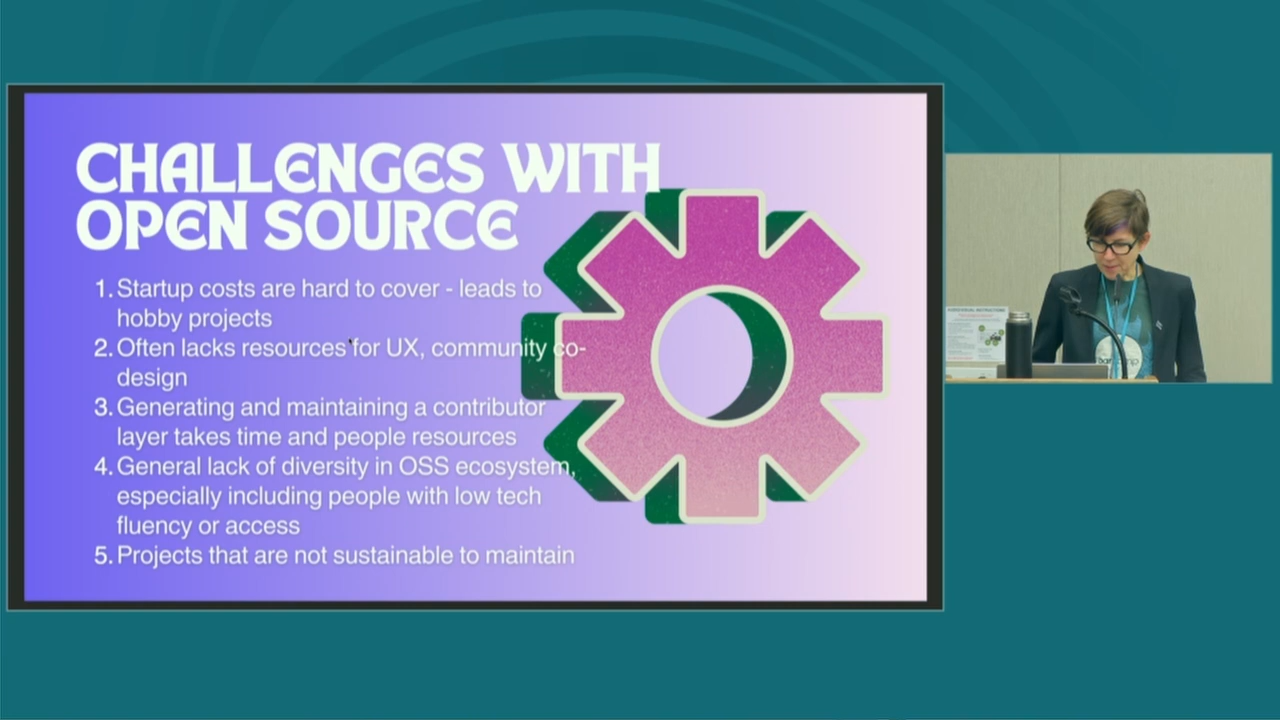 CHALLENGES WITH
OPEN SOURCE
1. Startup costs are hard to cover - leads to
hobby projects
2. Often lacks resources for UX, community co-
design
3. Generating and maintaining a contributor
layer takes time and people resources
4. General lack of diversity in OSS ecosystem,
especially including people with low tech
fluency or access
5. Projects that are not sustainable to maintain